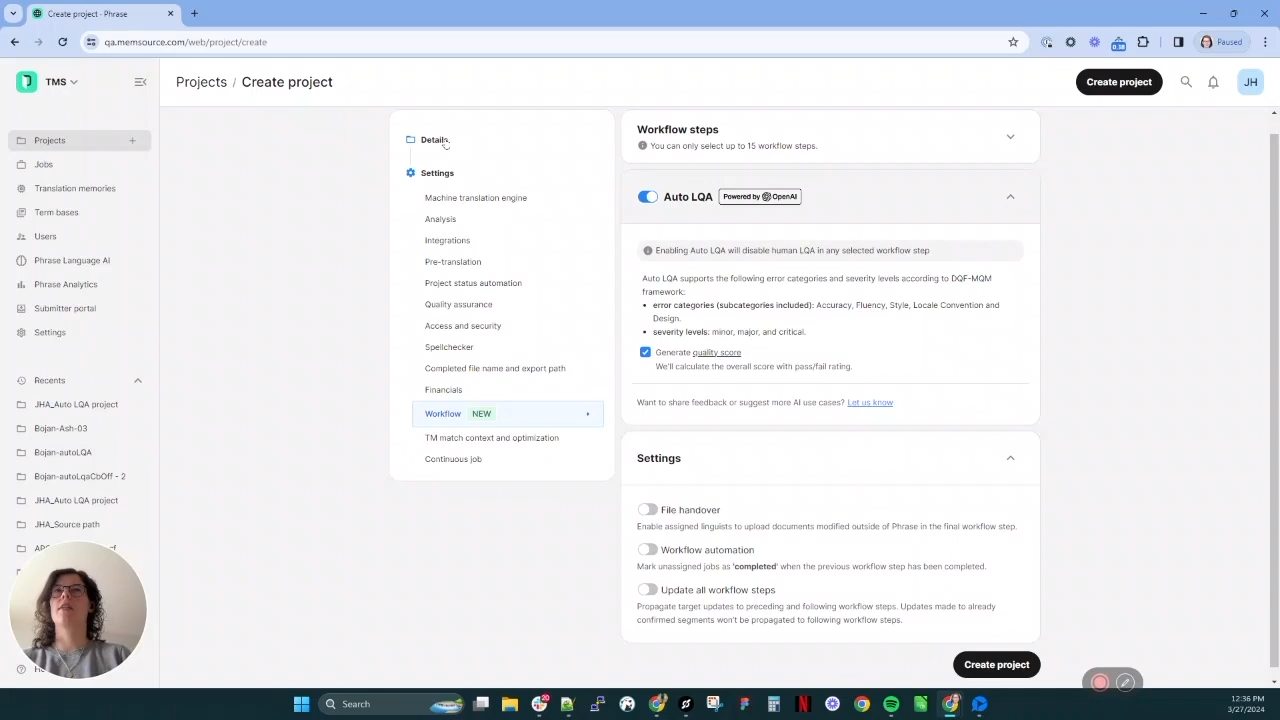 Create project - Phrase
qa.memsource.com/web/project/create
0.38
Paused
TMS
Projects / Create project
Create project
JH
Projects
Jobs
Translation memories
Term bases
Users
Phrase Language AI
Phrase Analytics
Submitter portal
Settings
Recents
JHA_Auto LQA project
Bojan-Ash-03
Bojan-autoLQA
Bojan-autoLqaCbOff - 2
JHA_Auto LQA project
JHA_Source path
Details
Settings
Machine translation engine
Analysis
Integrations
Pre-translation
Project status automation
Quality assurance
Access and security
Spellchecker
Completed file name and export path
Financials
Workflow NEW
TM match context and optimization
Continuous job
Workflow steps
You can only select up to 15 workflow steps.
Auto LQA Powered by OpenAI
Enabling Auto LQA will disable human LQA in any selected workflow step
Auto LQA supports the following error categories and severity levels according to DQF-MQM
framework:
• error categories (subcategories included): Accuracy, Fluency, Style, Locale Convention and
Design.
• severity levels: minor, major, and critical.
Generate quality score
We'll calculate the overall score with pass/fail rating.
Want to share feedback or suggest more AI use cases? Let us know
Settings
File handover
Enable assigned linguists to upload documents modified outside of Phrase in the final workflow step.
Workflow automation
Mark unassigned jobs as 'completed' when the previous workflow step has been completed.
Update all workflow steps
Propagate target updates to preceding and following workflow steps. Updates made to already
confirmed segments won't be propagated to following workflow steps.
Create project
Search
20
12:36 PM
3/27/2024